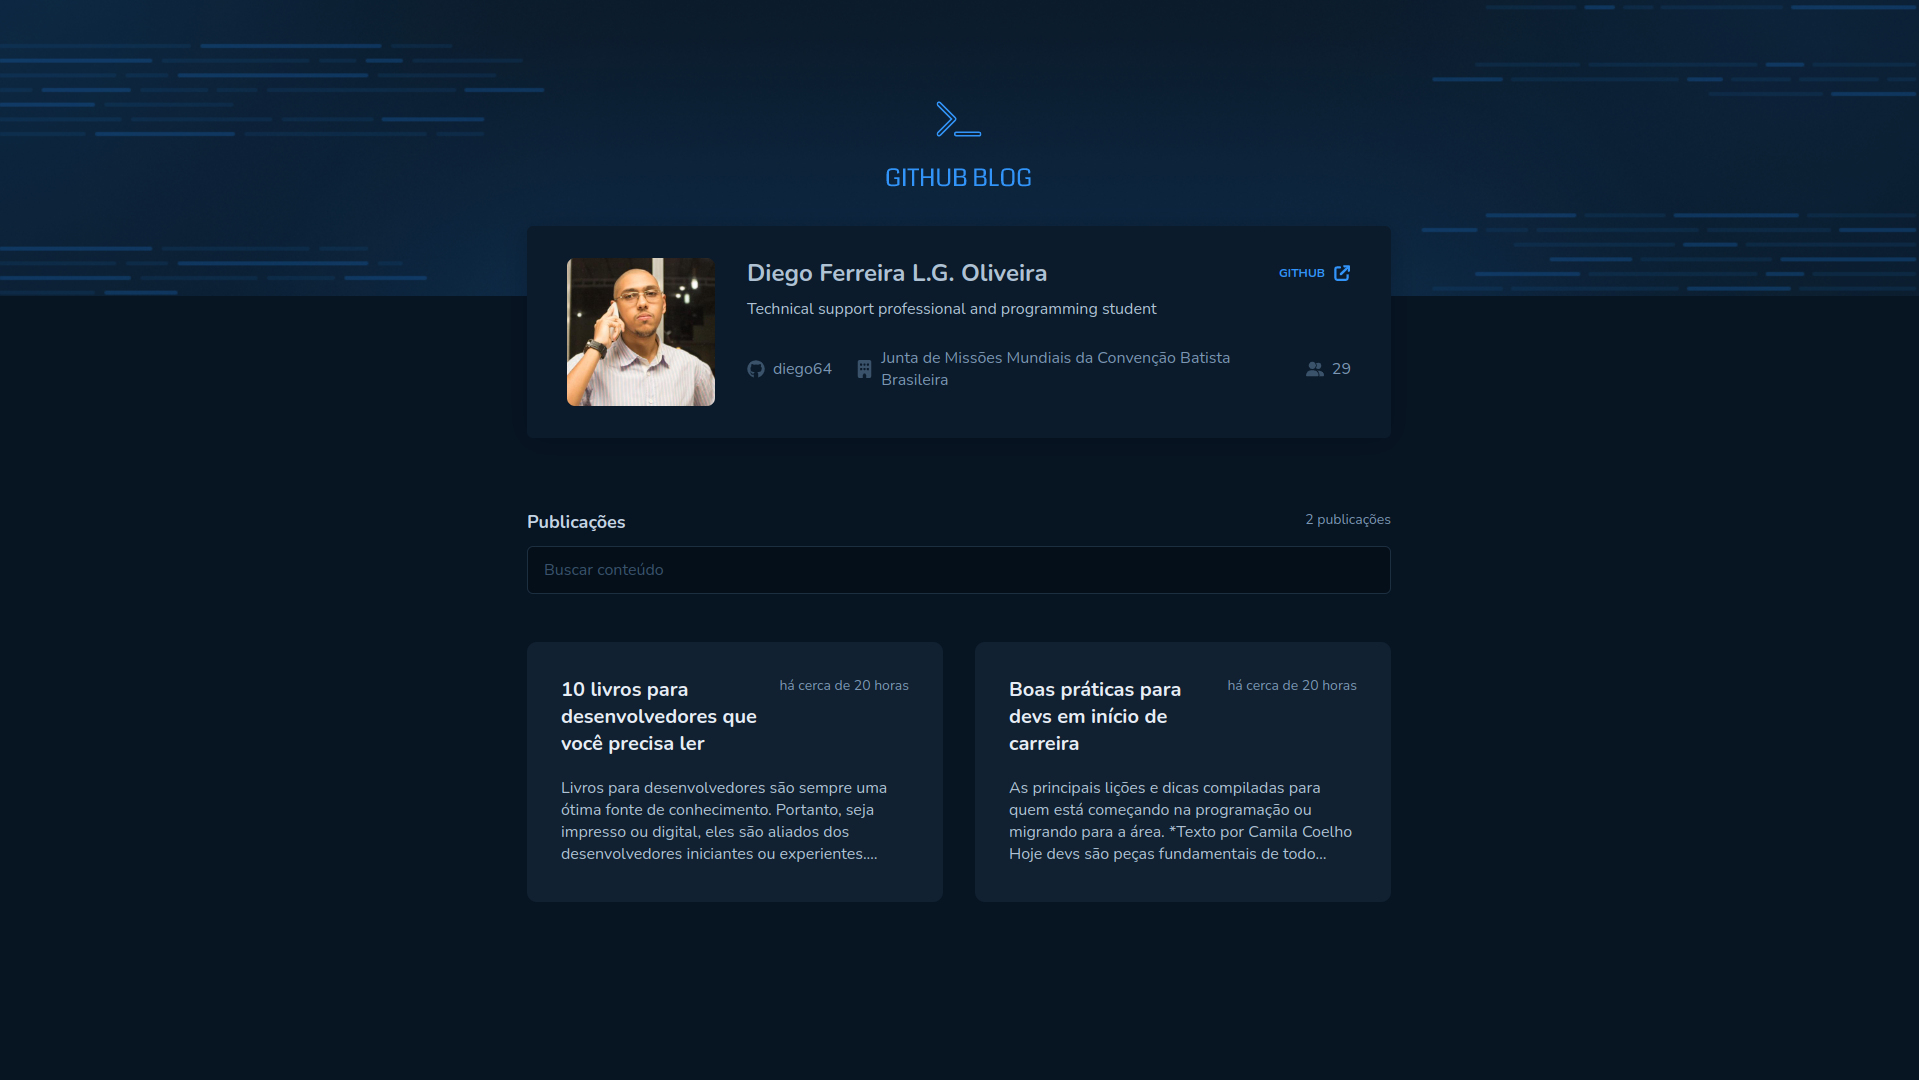 GITHUB BLOG
Diego Ferreira L.G. Oliveira
GITHUB
Technical support professional and programming student
diego64
Junta de Missões Mundiais da Convenção Batista
Brasileira
29
Publicações
2 publicações
Buscar conteúdo
10 livros para
desenvolvedores que
você precisa ler
há cerca de 20 horas
Livros para desenvolvedores são sempre uma
ótima fonte de conhecimento. Portanto, seja
impresso ou digital, eles são aliados dos
desenvolvedores iniciantes ou experientes....
Boas práticas para
devs em início de
carreira
há cerca de 20 horas
As principais lições e dicas compiladas para
quem está começando na programação ou
migrando para a área. *Texto por Camila Coelho
Hoje devs são peças fundamentais de todo...